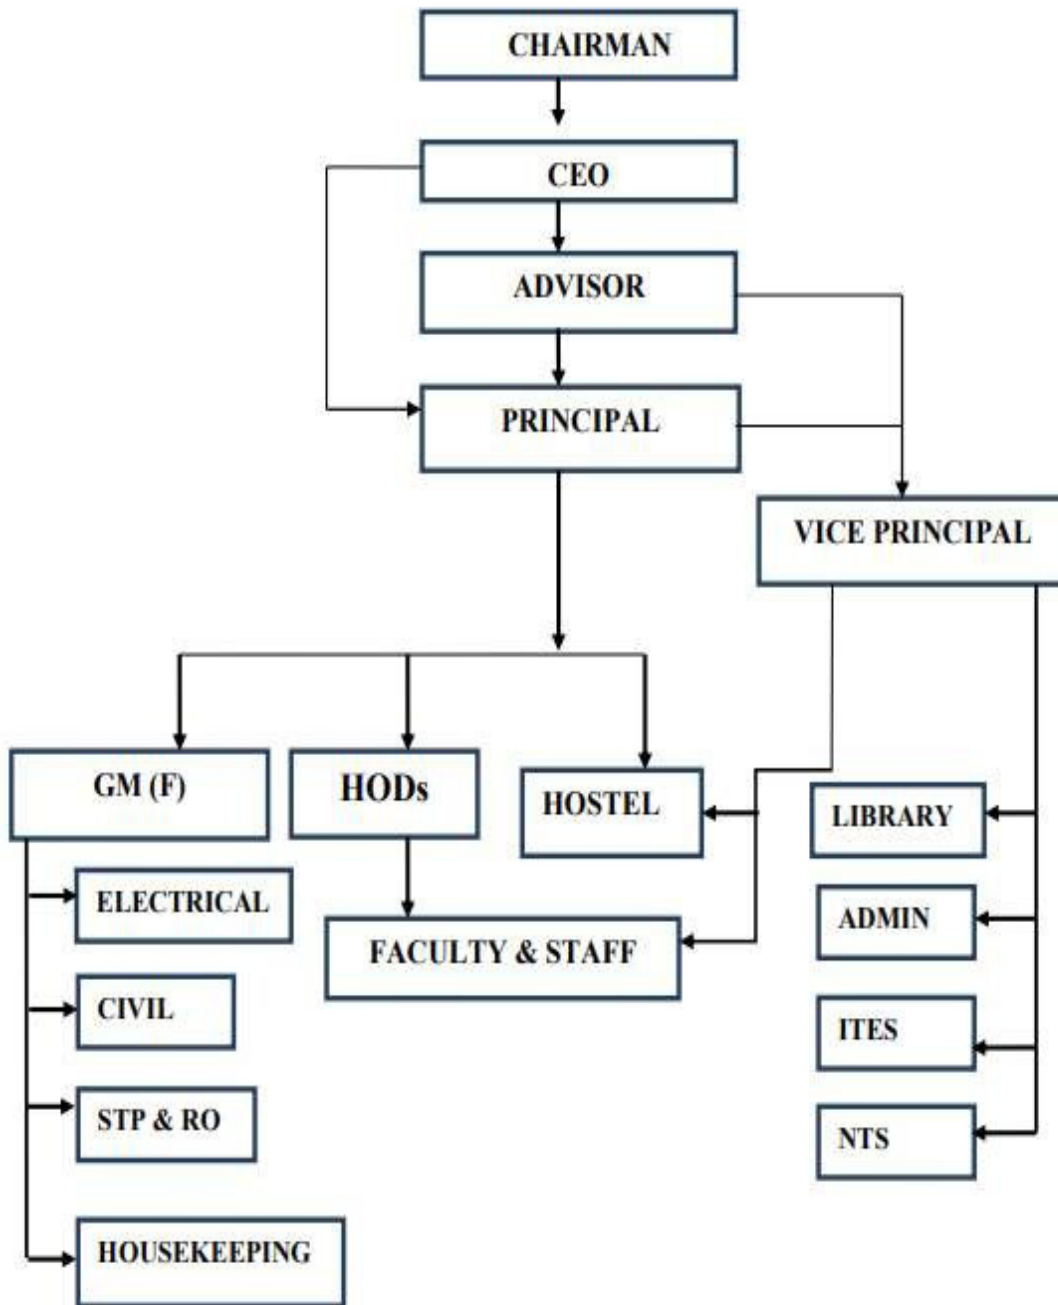 CHAIRMAN
CEO
ADVISOR
PRINCIPAL
VICE PRINCIPAL
GM (F)
HODs
HOSTEL
LIBRARY
ELECTRICAL
ADMIN
FACULTY & STAFF
CIVIL
ITES
STP & RO
NTS
HOUSEKEEPING